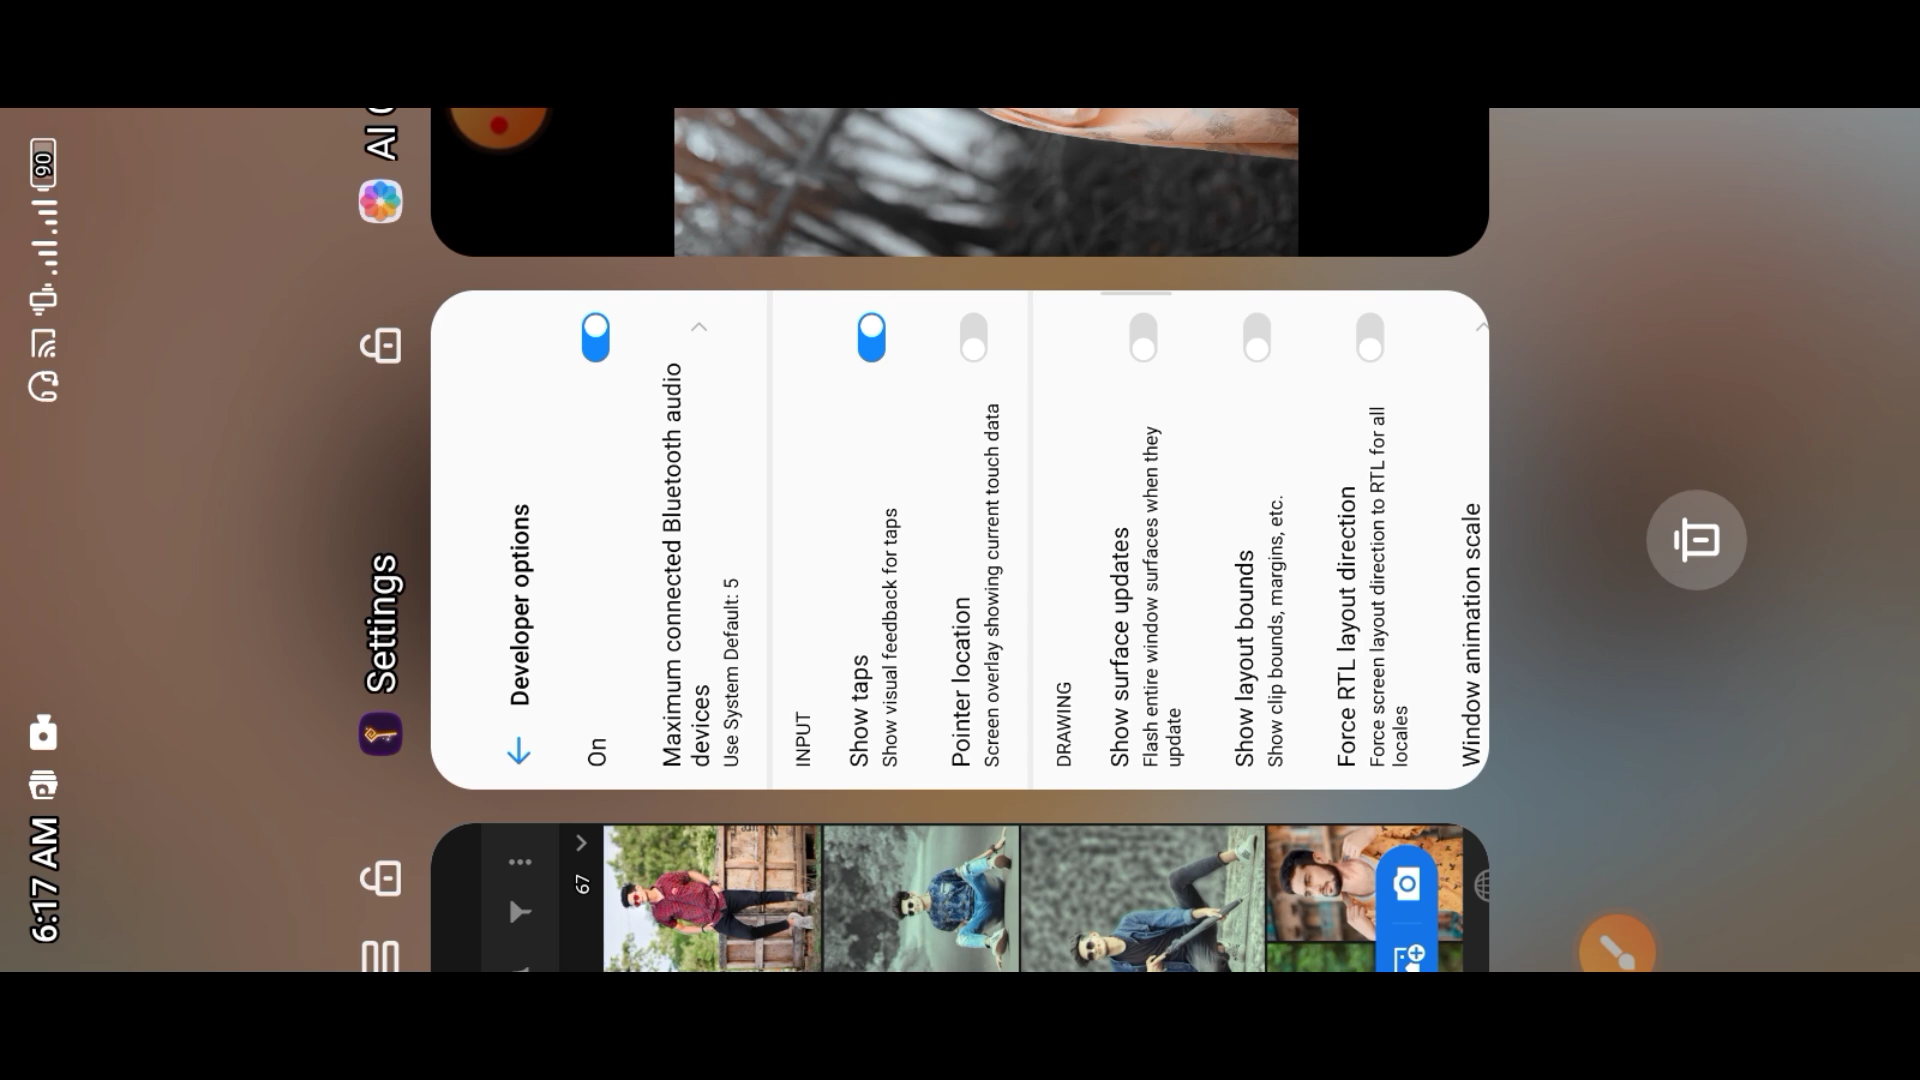 6:17 AM
90
Settings
AI
Developer options
On
Maximum connected Bluetooth audio
devices
Use System Default: 5
INPUT
Show taps
Show visual feedback for taps
Pointer location
Screen overlay showing current touch data
DRAWING
Show surface updates
Flash entire window surfaces when they
update
Show layout bounds
Show clip bounds, margins, etc.
Force RTL layout direction
Force screen layout direction to RTL for all
locales
Window animation scale
67